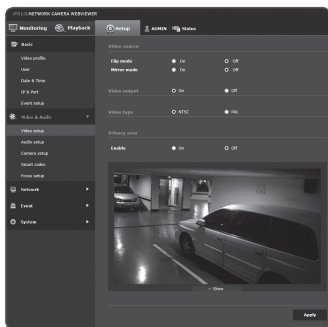 iPOLiS NETWORK CAMERA WEBVIEWER
Monitoring Playback Setup ADMIN Status
Basic
Video profile
User
Date & Time
IP & Port
Event setup
Video & Audio
Video setup
Audio setup
Camera setup
Smart codec
Focus setup
Network
Event
System
Video source
Flip mode On Off
Mirror mode On Off
Video output On Off
Video type NTSC PAL
Privacy area
Enable On Off
Show
Apply